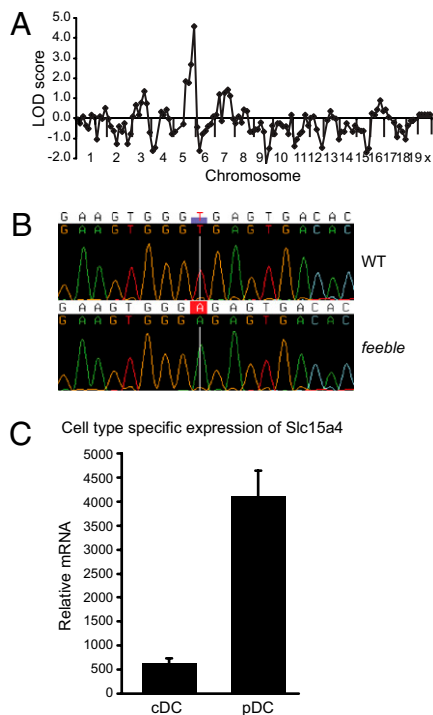 A
LOD score
5.0
4.0
3.0
2.0
1.0
0.0
-1.0
-2.0
1 2 3 4 5 6 7 8 9 10 11 12 13 14 15 16 17 18 19 x
Chromosome
B
G A A G T G G G T G A G T G A C A C
G A A G T G G G T G A G T G A C A C
WT
G A A G T G G G A G A G T G A C A C
G A A G T G G G A G A G T G A C A C
feeble
C
Cell type specific expression of Slc15a4
Relative mRNA
5000
4500
4000
3500
3000
2500
2000
1500
1000
500
0
cDC pDC